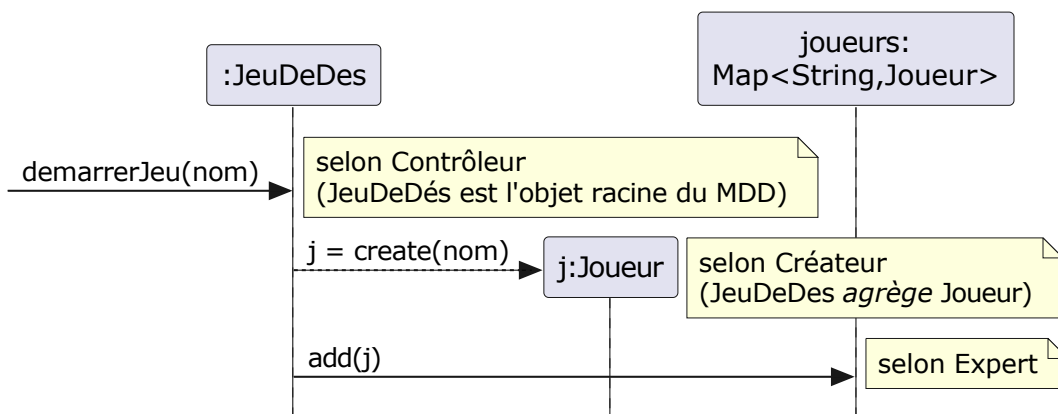 :JeuDeDes
joueurs:
Map<String,Joueur>
demarrerJeu(nom)
selon Contrôleur
(JeuDeDés est l'objet racine du MDD)
j = create(nom)
j:Joueur
selon Créateur
(JeuDeDes agrège Joueur)
add(j)
selon Expert